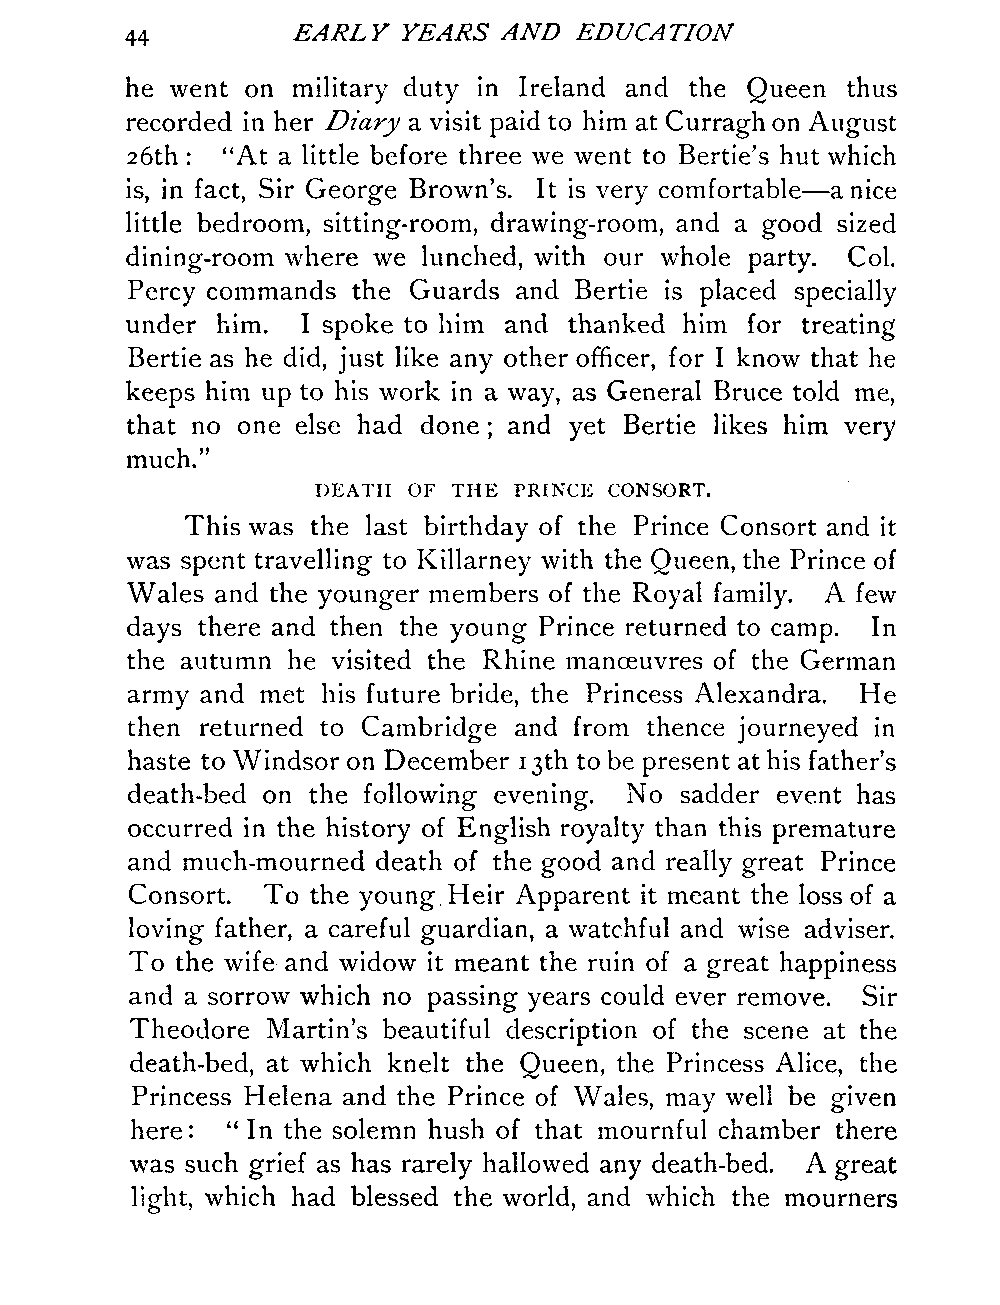 44 EARLY YEARS AND EDUCATION
he went on military duty in Ireland and the Queen thus
recorded in her Diary a visit paid to him at Curragh on August
26th: "At a little before three we went to Bertie's hut which
is, in fact, Sir George Brown's. It is very comfortable—a nice
little bedroom, sitting-room, drawing-room, and a good sized
dining-room where we lunched, with our whole party. Col.
Percy commands the Guards and Bertie is placed specially
under him. I spoke to him and thanked him for treating
Bertie as he did, just like any other officer, for I know that he
keeps him up to his work in a way, as General Bruce told me,
that no one else had done; and yet Bertie likes him very
much."
DEATH OF THE PRINCE CONSORT.
This was the last birthday of the Prince Consort and it
was spent travelling to Killarney with the Queen, the Prince of
Wales and the younger members of the Royal family. A few
days there and then the young Prince returned to camp. In
the autumn he visited the Rhine manœuvres of the German
army and met his future bride, the Princess Alexandra. He
then returned to Cambridge and from thence journeyed in
haste to Windsor on December 13th to be present at his father's
death-bed on the following evening. No sadder event has
occurred in the history of English royalty than this premature
and much-mourned death of the good and really great Prince
Consort. To the young Heir Apparent it meant the loss of a
loving father, a careful guardian, a watchful and wise adviser.
To the wife and widow it meant the ruin of a great happiness
and a sorrow which no passing years could ever remove. Sir
Theodore Martin's beautiful description of the scene at the
death-bed, at which knelt the Queen, the Princess Alice, the
Princess Helena and the Prince of Wales, may well be given
here: "In the solemn hush of that mournful chamber there
was such grief as has rarely hallowed any death-bed. A great
light, which had blessed the world, and which the mourners